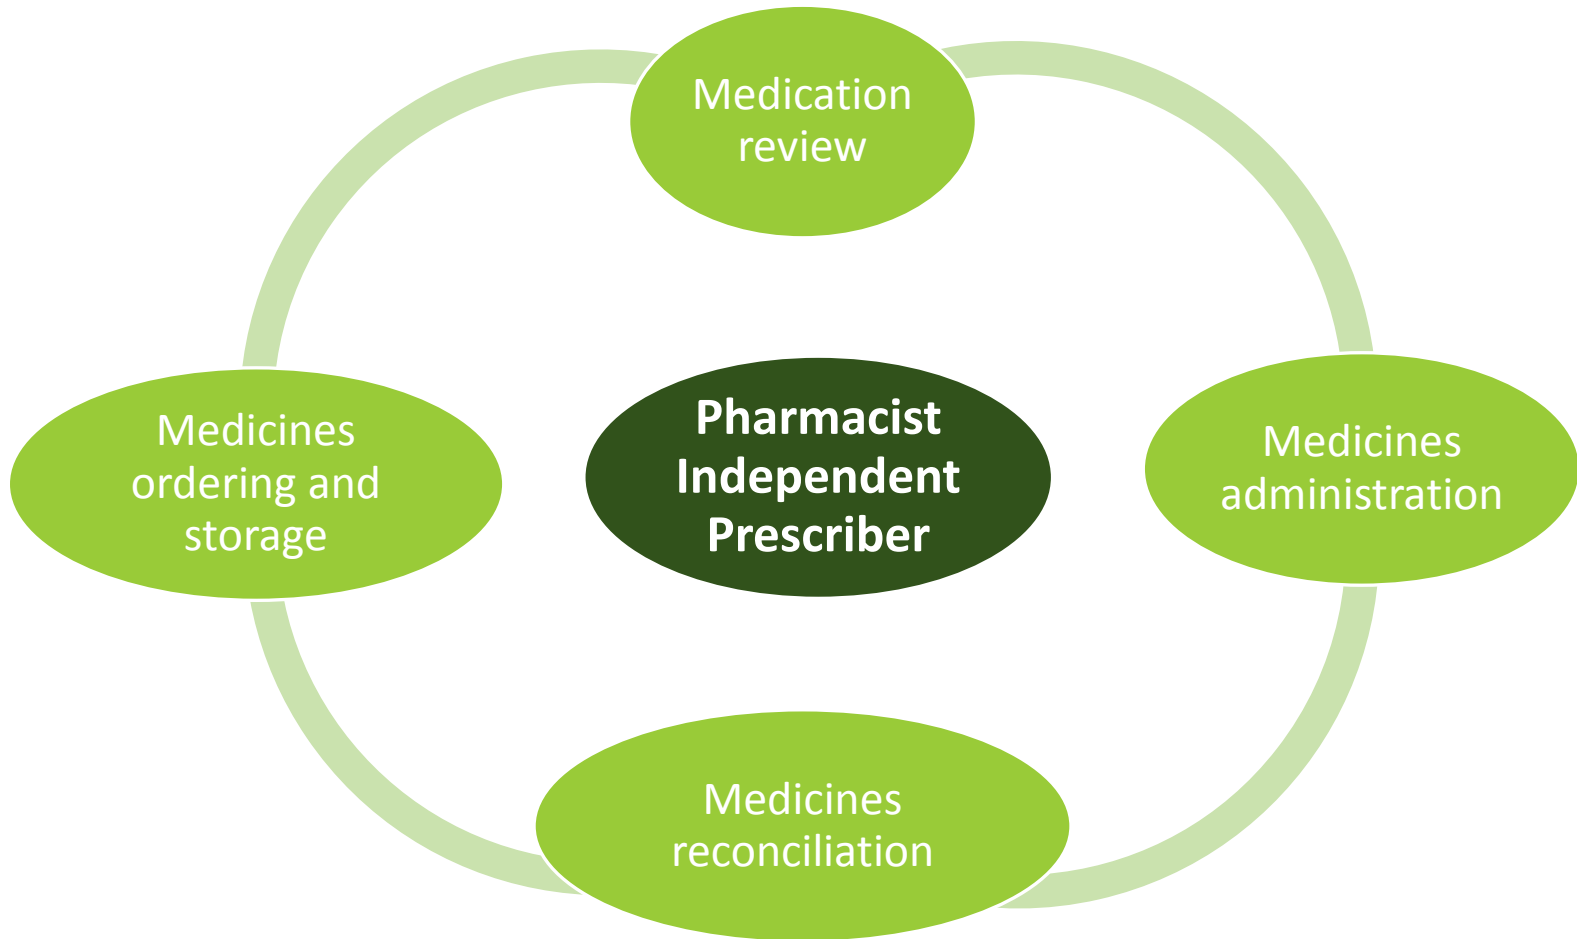 Medication
review
Medicines
ordering and
storage
Pharmacist
Independent
Prescriber
Medicines
administration
Medicines
reconciliation